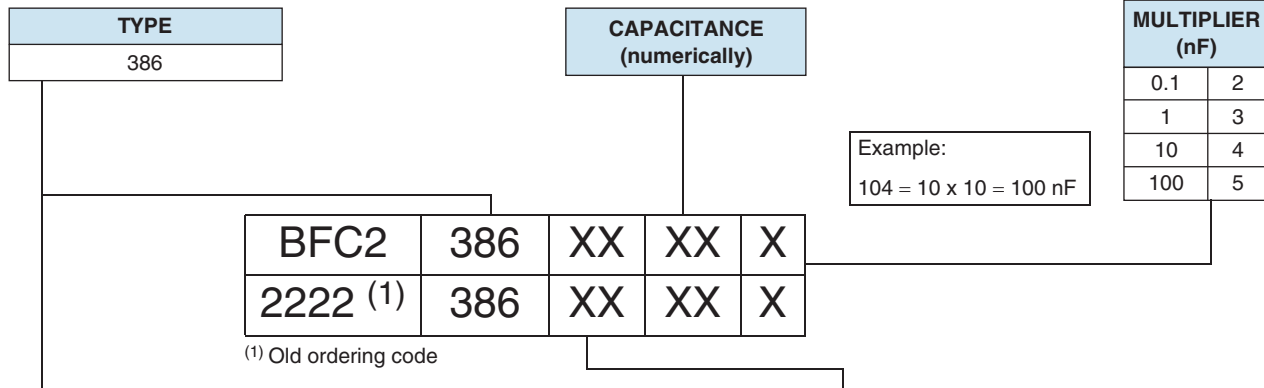 TYPE
386
CAPACITANCE
(numerically)
MULTIPLIER
(nF)
0.1 2
1 3
10 4
100 5
Example:
104 = 10 x 10 = 100 nF
BFC2 386 XX XX X
2222 (1) 386 XX XX X
(1) Old ordering code